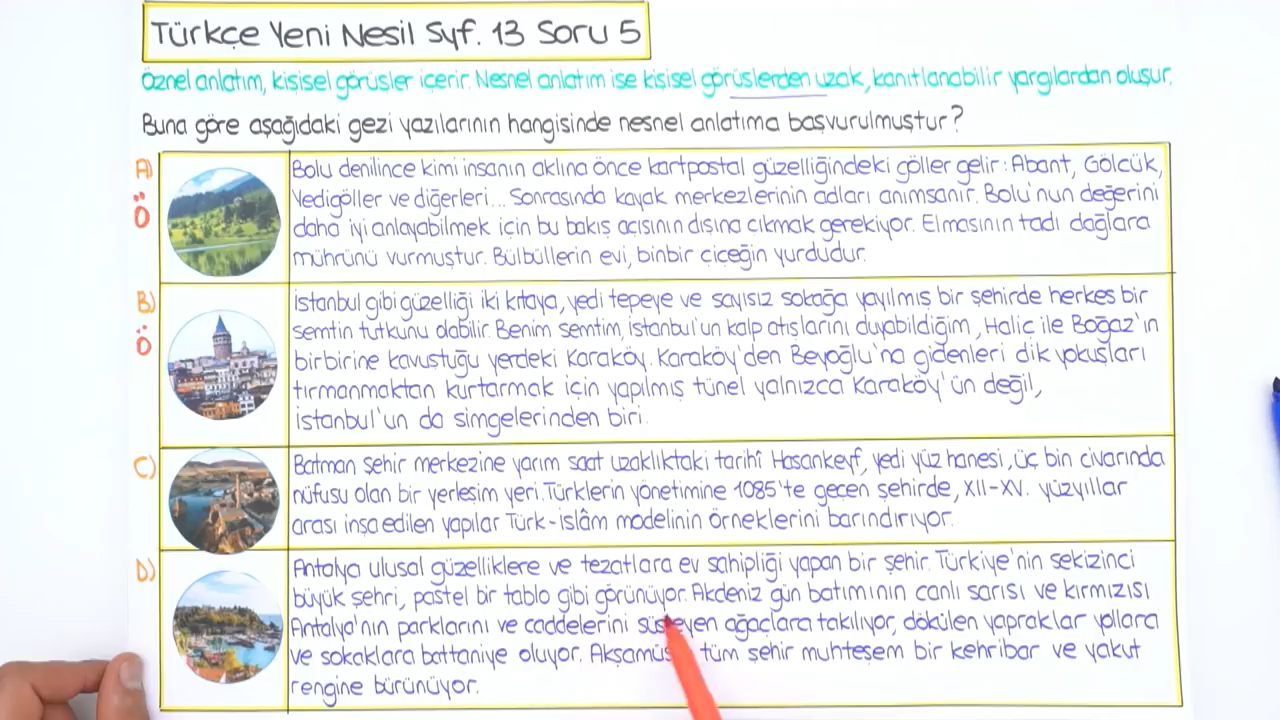 Türkçe Yeni Nesil Syf. 13 Soru 5
Öznel anlatım, kişisel görüşler içerir. Nesnel anlatım ise kişisel görüşlerden uzak, kanıtlanabilir yargılardan oluşur.
Buna göre aşağıdaki gezi yazılarının hangisinde nesnel anlatıma başvurulmuştur?
A)
Ö
Bolu denilince kimi insanın aklına önce kartpostal güzelliğindeki göller gelir: Abant, Gölcük,
Yedigöller ve diğerleri... Sonrasında kayak merkezlerinin adları anımsanır. Bolu'nun değerini
daha iyi anlayabilmek için bu bakış açısının dışına çıkmak gerekiyor. Elmasının tadı dağlara
mührünü vurmuştur. Bülbüllerin evi, binbir çiçeğin yurdudur.
B)
Ö
İstanbul gibi güzelliği iki kıtaya, yedi tepeye ve sayısız sokağa yayılmış bir şehirde herkes bir
semtin tutkunu olabilir. Benim semtim, İstanbul'un kalp atışlarını duyabildiğim, Haliç ile Boğaz'ın
birbirine kavuştuğu yerdeki Karaköy. Karaköy'den Beyoğlu'na gidenleri dik yokuşları
tırmanmaktan kurtarmak için yapılmış tünel yalnızca Karaköy'ün değil,
İstanbul'un da simgelerinden biri.
C)
Batman şehir merkezine yarım saat uzaklıktaki tarihî Hasankeyf, yedi yüz hanesi, üç bin civarında
nüfusu olan bir yerleşim yeri. Türklerin yönetimine 1085'te geçen şehirde, XII-XV. yüzyıllar
arası inşa edilen yapılar Türk-İslâm modelinin örneklerini barındırıyor.
D)
Antalya ulusal güzelliklere ve tezatlara ev sahipliği yapan bir şehir. Türkiye'nin sekizinci
büyük şehri, pastel bir tablo gibi görünüyor. Akdeniz gün batımının canlı sarısı ve kırmızısı
Antalya'nın parklarını ve caddelerini süsleyen ağaçlara takılıyor, dökülen yapraklar yollara
ve sokaklara battaniye oluyor. Akşamüs tüm şehir muhteşem bir kehribar ve yakut
rengine bürünüyor.